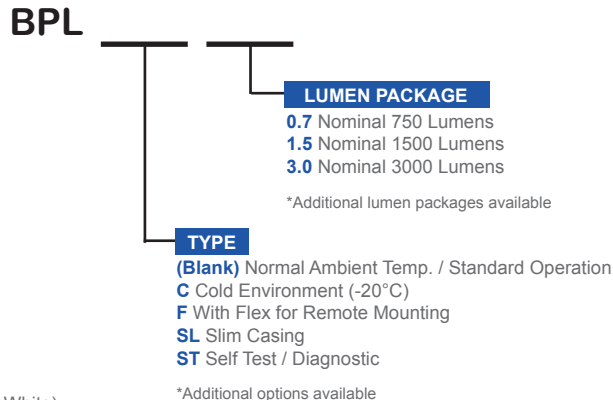 BPL
LUMEN PACKAGE
0.7 Nominal 750 Lumens
1.5 Nominal 1500 Lumens
3.0 Nominal 3000 Lumens
*Additional lumen packages available
TYPE
(Blank) Normal Ambient Temp. / Standard Operation
C Cold Environment (-20°C)
F With Flex for Remote Mounting
SL Slim Casing
ST Self Test / Diagnostic
*Additional options available
White)